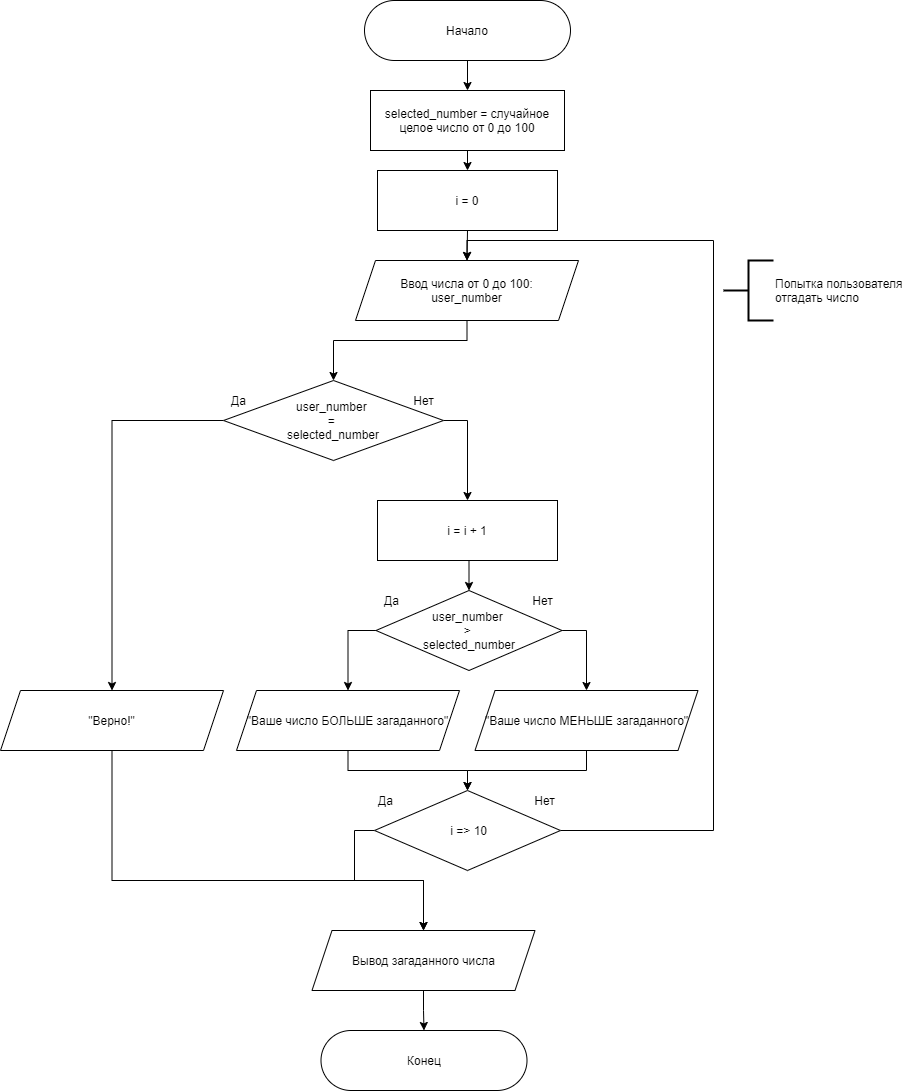 Начало
selected_number = случайное
целое число от 0 до 100
i = 0
Ввод числа от 0 до 100:
user_number
Попытка пользователя
отгадать число
Да
Нет
user_number
=
selected_number
i = i + 1
Да
Нет
user_number
>
selected_number
"Верно!"
"Ваше число БОЛЬШЕ загаданного"
"Ваше число МЕНЬШЕ загаданного"
Да
Нет
i => 10
Вывод загаданного числа
Конец